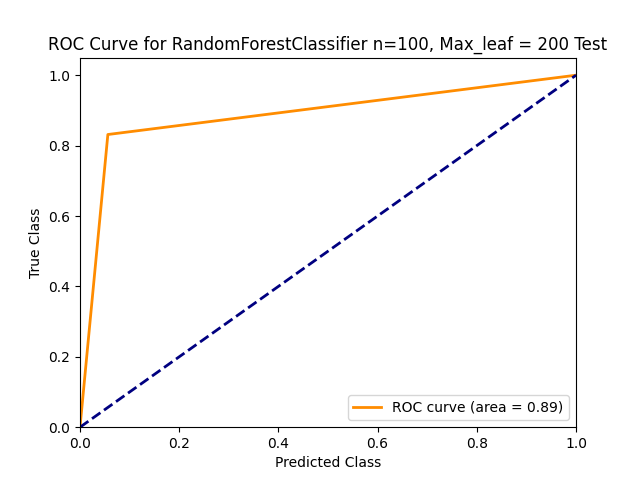 ROC Curve for RandomForestClassifier n=100, Max_leaf = 200 Test
1.0
0.8
0.6
0.4
0.2
0.0
True Class
ROC curve (area = 0.89)
0.0 0.2 0.4 0.6 0.8 1.0
Predicted Class